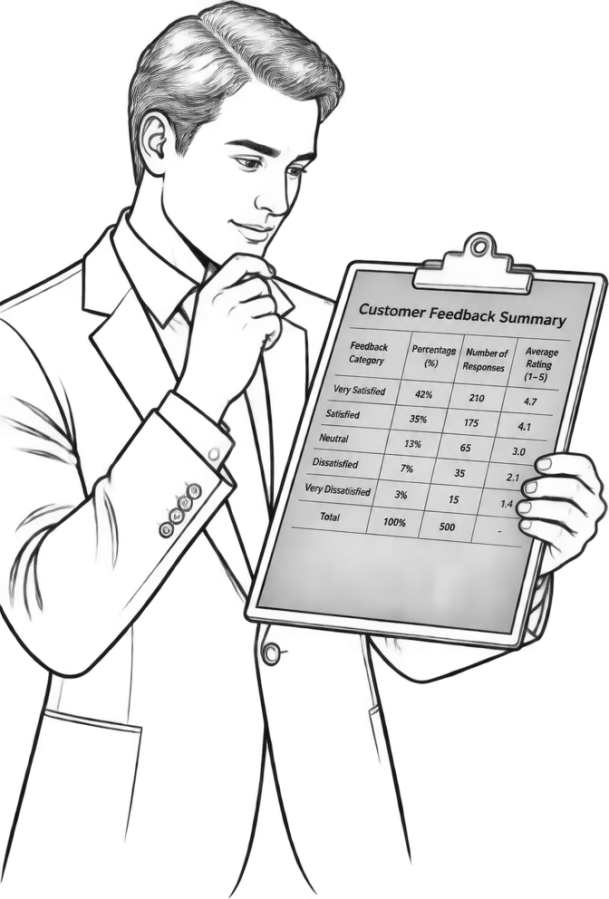 Customer Feedback Summary
Feedback Category Percentage (%) Number of Responses Average Rating (1–5)
Very Satisfied 42% 210 4.7
Satisfied 35% 175 4.1
Neutral 13% 65 3.0
Dissatisfied 7% 35 2.1
Very Dissatisfied 3% 15 1.4
Total 100% 500 -